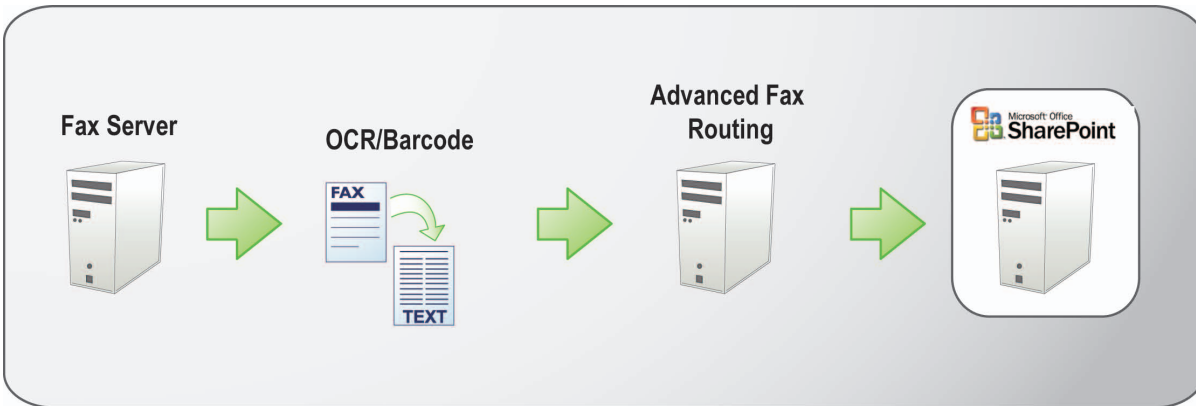 Fax Server
OCR/Barcode
FAX
TEXT
Advanced Fax
Routing
Microsoft Office
SharePoint